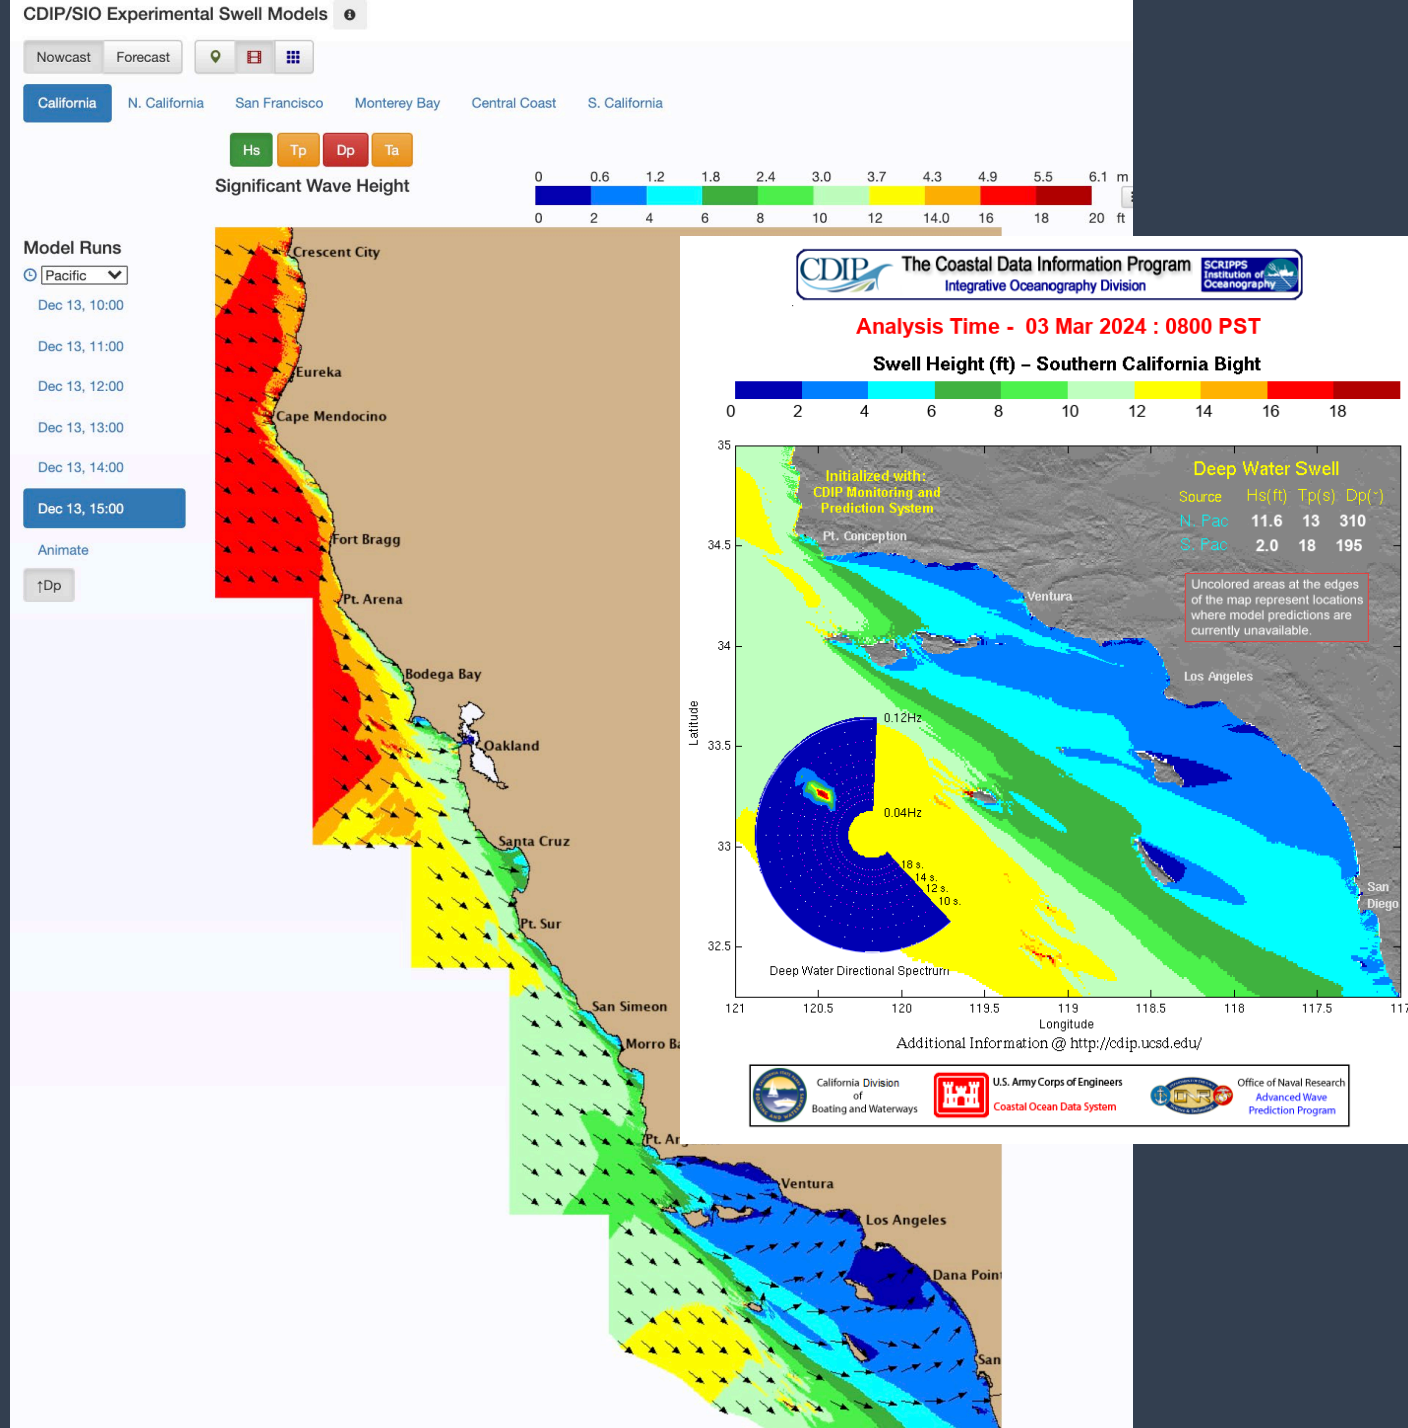 CDIP/SIO Experimental Swell Models
Nowcast Forecast
California N. California San Francisco Monterey Bay Central Coast S. California
Hs Tp Dp Ta
Significant Wave Height
0 0.6 1.2 1.8 2.4 3.0 3.7 4.3 4.9 5.5 6.1 m
0 2 4 6 8 10 12 14.0 16 18 20 ft
Model Runs
Pacific
Dec 13, 10:00
Dec 13, 11:00
Dec 13, 12:00
Dec 13, 13:00
Dec 13, 14:00
Dec 13, 15:00
Animate
↑Dp
Crescent City
Eureka
Cape Mendocino
Fort Bragg
Pt. Arena
Bodega Bay
Oakland
Santa Cruz
Pt. Sur
San Simeon
Morro Ba
Pt. Ar
Ventura
Los Angeles
Dana Point
San
CDIP
The Coastal Data Information Program
Integrative Oceanography Division
SCRIPPS
Institution of
Oceanography
Analysis Time - 03 Mar 2024 : 0800 PST
Swell Height (ft) – Southern California Bight
0 2 4 6 8 10 12 14 16 18
35
34.5
34
33.5
33
32.5
Latitude
Initialized with:
CDIP Monitoring and
Prediction System
Pt. Conception
Deep Water Swell
Source Hs(ft) Tp(s) Dp(°)
N. Pac 11.6 13 310
S. Pac 2.0 18 195
Uncolored areas at the edges
of the map represent locations
where model predictions are
currently unavailable.
Ventura
Los Angeles
San
Diego
0.12Hz
0.04Hz
18 s.
14 s.
12 s.
10 s.
Deep Water Directional Spectrum
121 120.5 120 119.5 119 118.5 118 117.5 117
Longitude
Additional Information @ http://cdip.ucsd.edu/
California Division
of
Boating and Waterways
U.S. Army Corps of Engineers
Coastal Ocean Data System
Office of Naval Research
Advanced Wave
Prediction Program